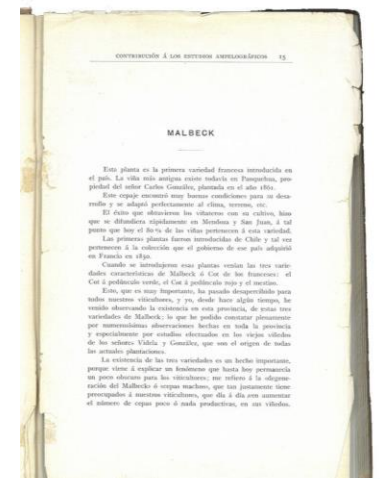 CONTRIBUCIÓN Á LOS ESTUDIOS AMPELOGRÁFICOS 15
MALBECK
Esta planta es la primera variedad francesa introducida en
el país. La viña más antigua existe todavía en Panquehua, pro-
piedad del señor Carlos González, plantada en el año 1861.
Este cepaje encontró muy buenas condiciones para su desa-
rrollo y se adaptó perfectamente al clima, terreno, etc.
El éxito que obtuvieron los viñateros con su cultivo, hizo
que se difundiera rápidamente en Mendoza y San Juan, á tal
punto que hoy el 80 % de las viñas pertenecen á esta variedad.
Las primeras plantas fueron introducidas de Chile y tal vez
pertenecen á la colección que el gobierno de ese país adquirió
en Francia en 1850.
Cuando se introdujeron esas plantas venían las tres varie-
dades características de Malbeck ó Cot de los franceses: el
Cot á pedúnculo verde, el Cot á pedúnculo rojo y el mestizo.
Esto, que es muy importante, ha pasado desapercibido para
todos nuestros viticultores, y yo, desde hace algún tiempo, he
venido observando la existencia en esta provincia, de estas tres
variedades de Malbeck; lo que he podido constatar plenamente
por numerosísimas observaciones hechas en toda la provincia
y especialmente por estudios efectuados en los viejos viñedos
de los señores Videla y González, que son el origen de todas
las actuales plantaciones.
La existencia de las tres variedades es un hecho importante,
porque viene á explicar un fenómeno que hasta hoy permanecía
un poco obscuro para los viticultores; me refiero á la «degene-
ración del Malbeck» ó «cepas machos», que tan justamente tiene
preocupados á nuestros viticultores, que día á día ven aumentar
el número de cepas poco ó nada productivas, en sus viñedos.